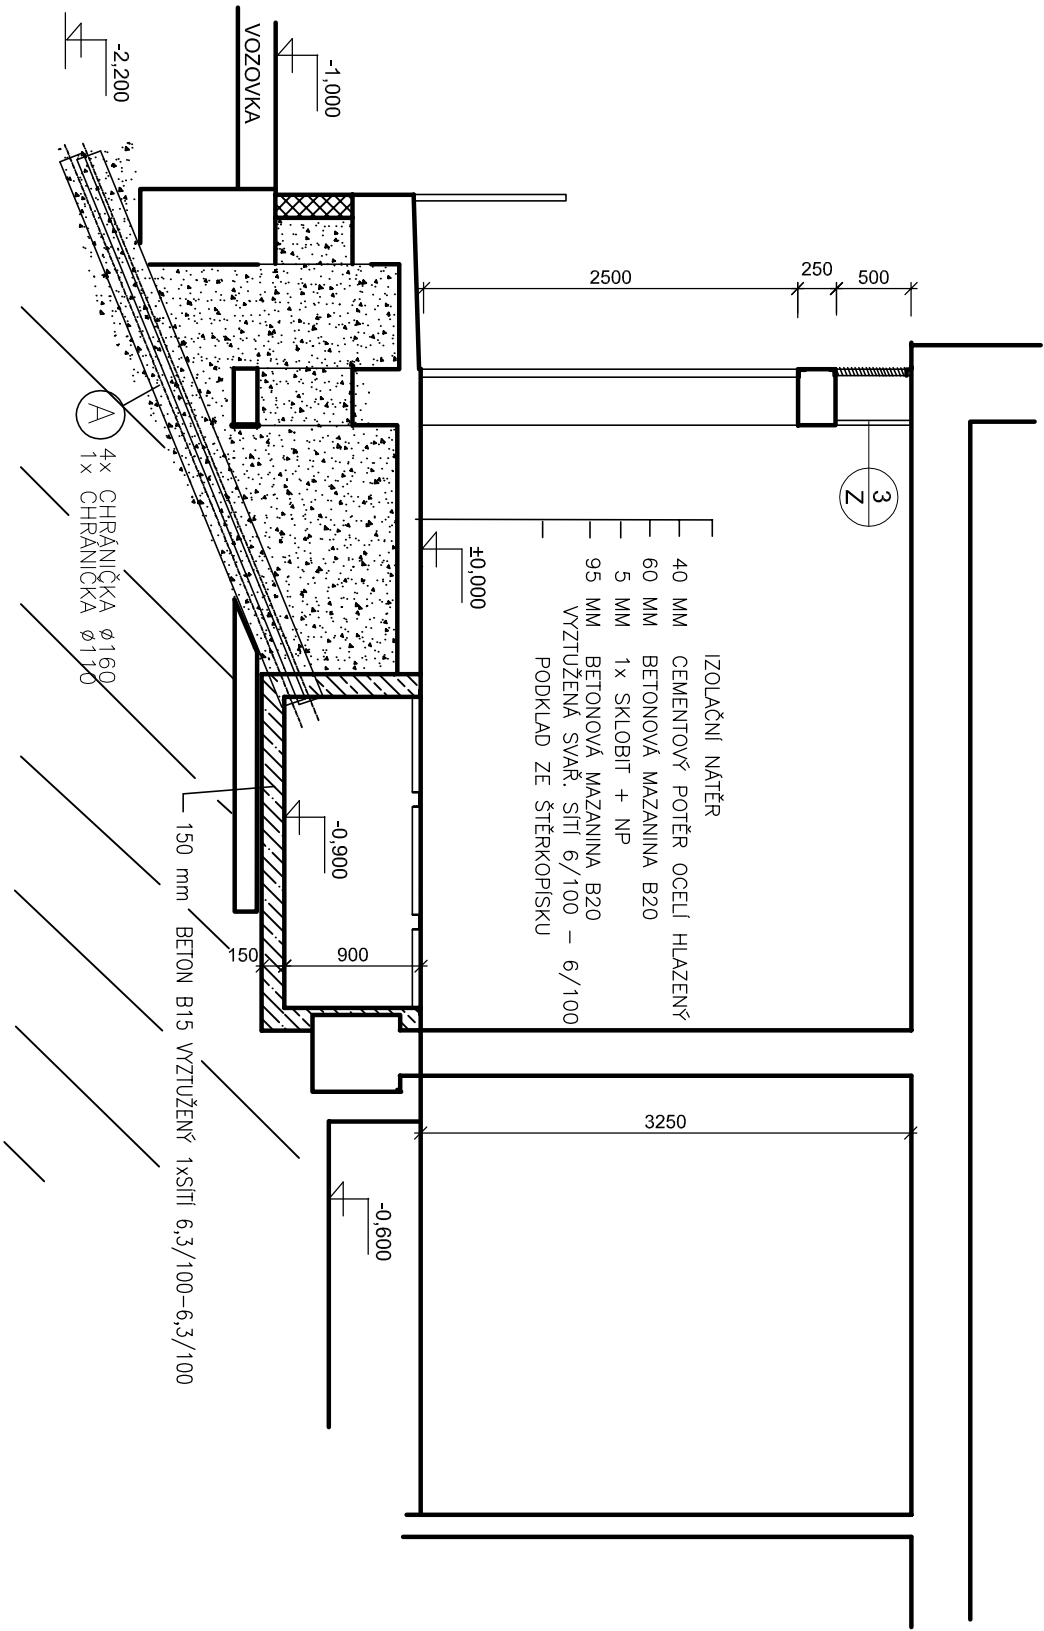 -2,200
VOZOVKA
-1,000
2500
250
500
3
Z
±0,000
IZOLAČNÍ NÁTĚR
40 MM CEMENTOVÝ POTĚR OCELÍ HLAZENÝ
60 MM BETONOVÁ MAZANINA B20
5 MM 1x SKLOBIT + NP
95 MM BETONOVÁ MAZANINA B20
VYZTUŽENÁ SVAŘ. SÍTÍ 6/100 - 6/100
PODKLAD ZE ŠTĚRKOPÍSKU
A
4x CHRÁNIČKA ø160
1x CHRÁNIČKA ø110
-0,900
150
900
150 mm BETON B15 VYZTUŽENÝ 1xSÍTÍ 6,3/100-6,3/100
3250
-0,600